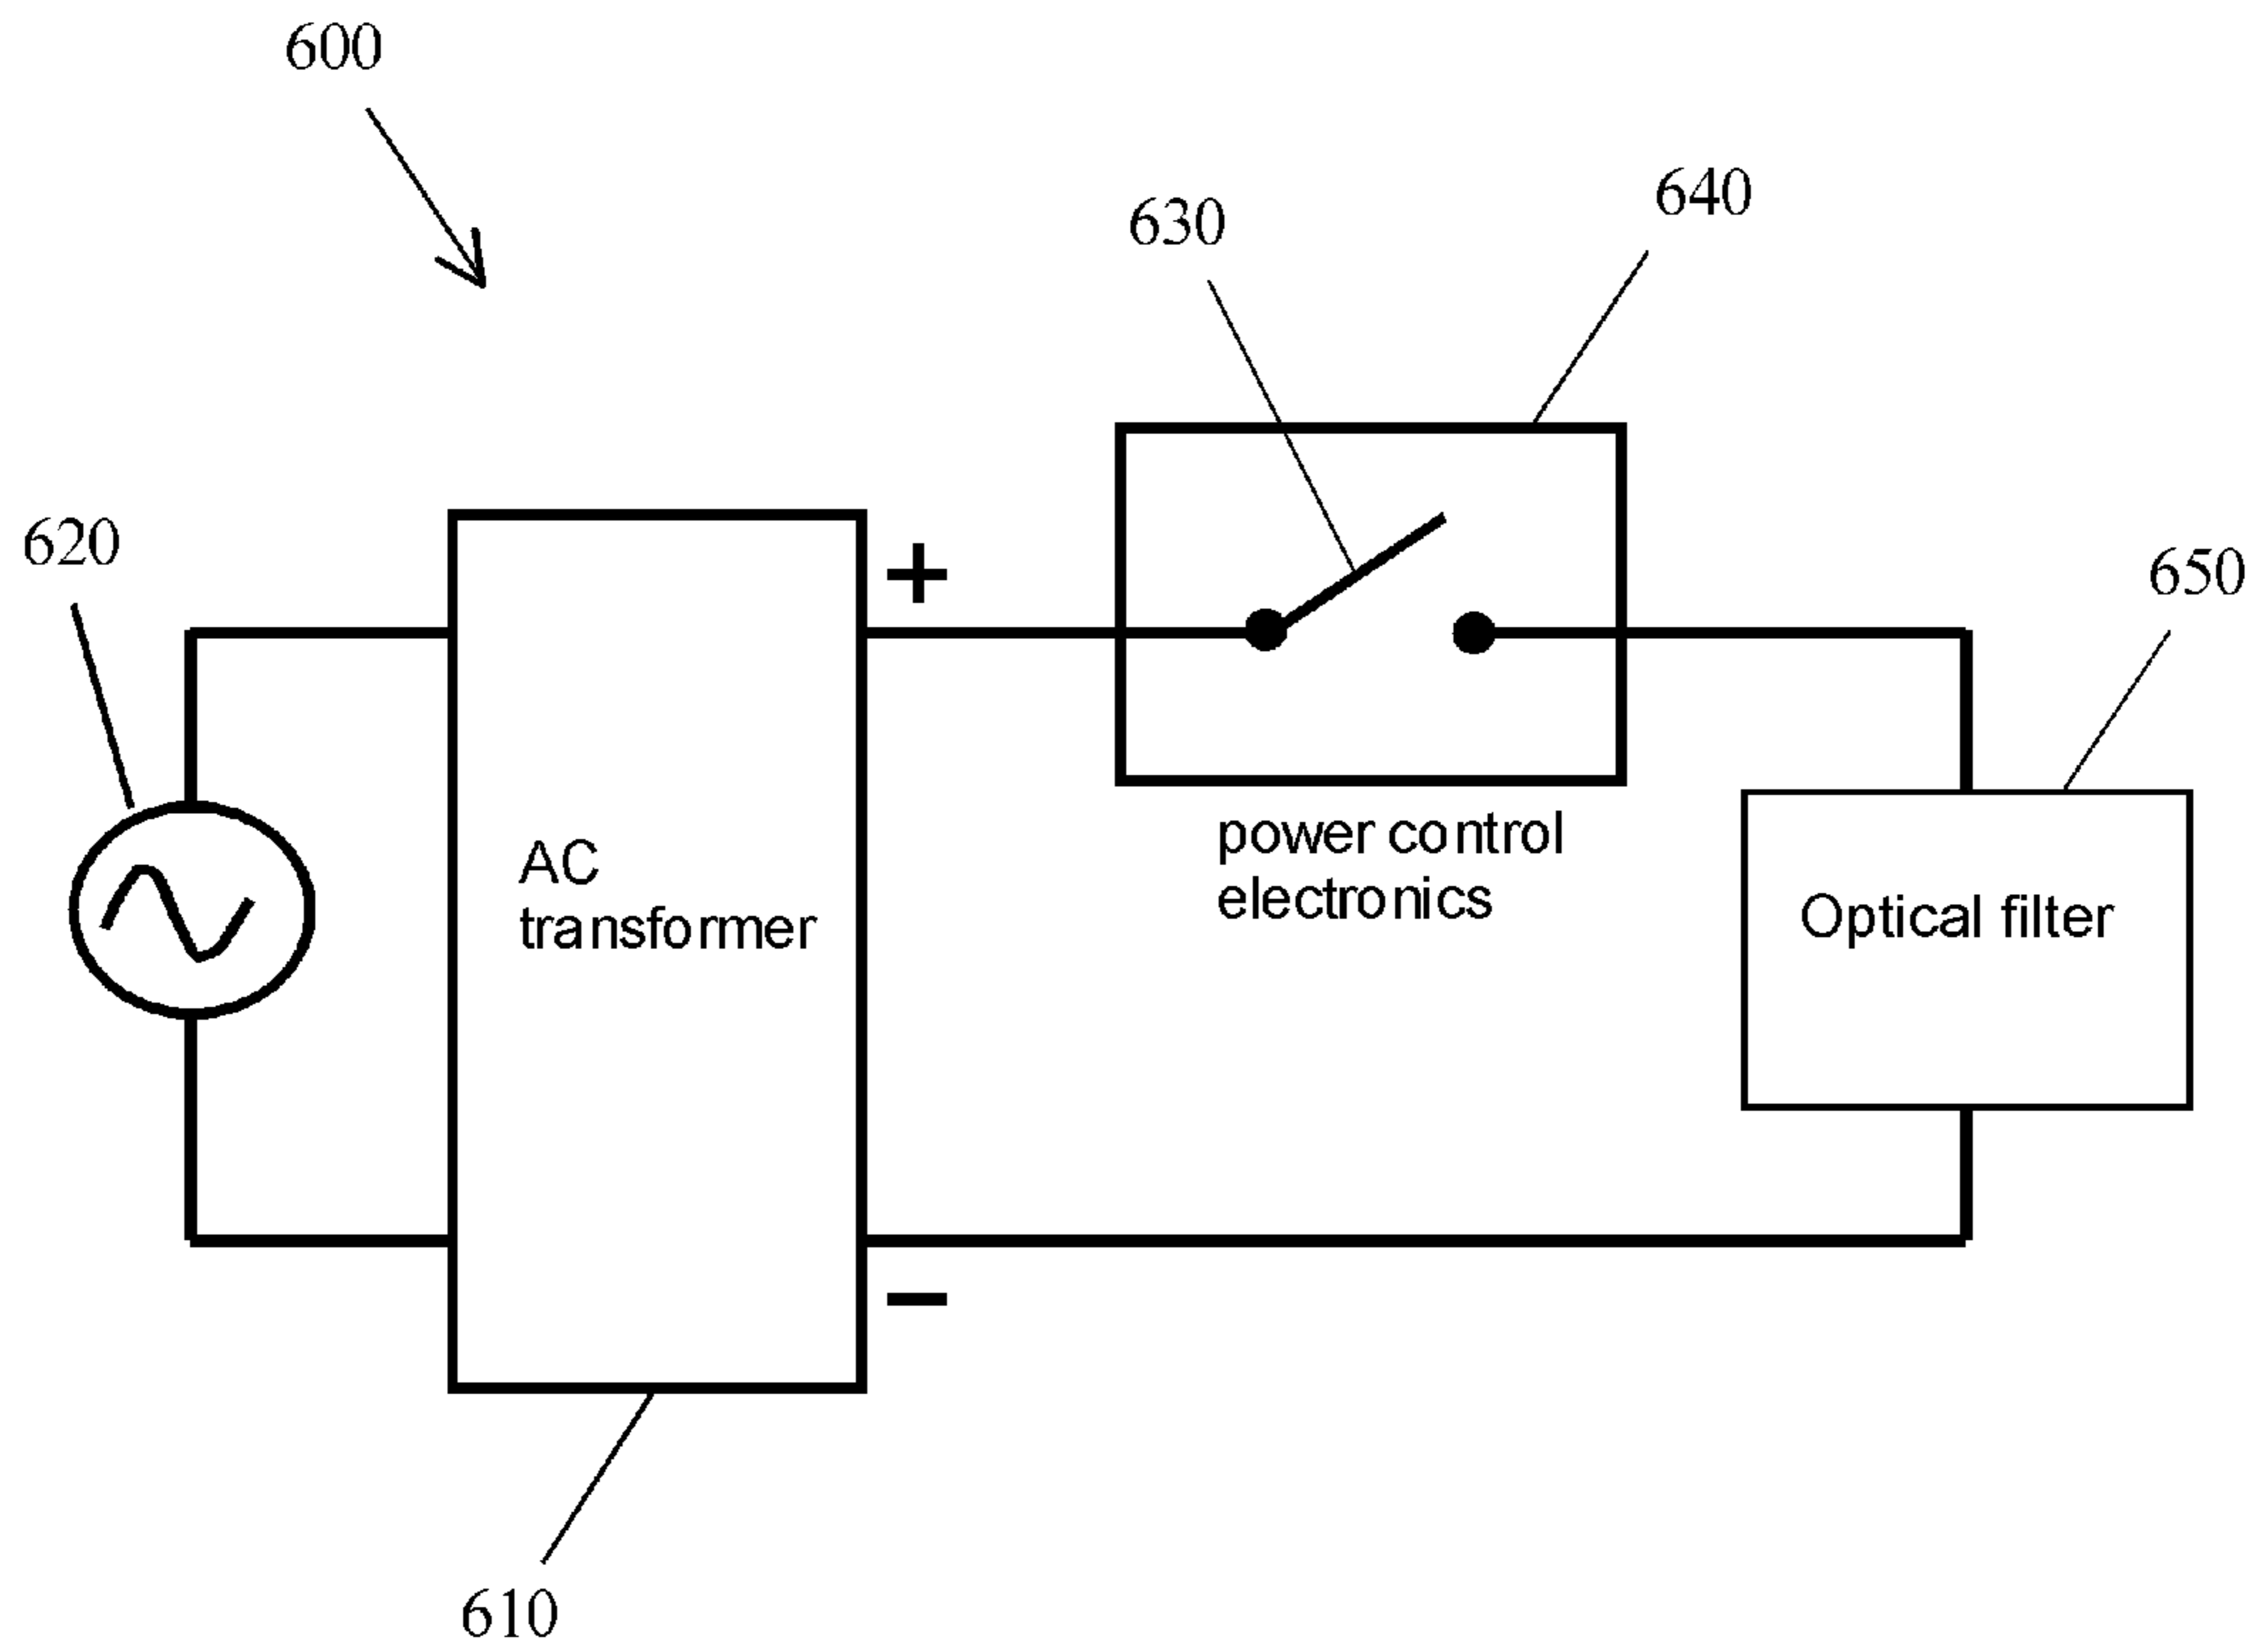 600
640
630
620
650
+
power control
electronics
AC
transformer
Optical filter
−
610